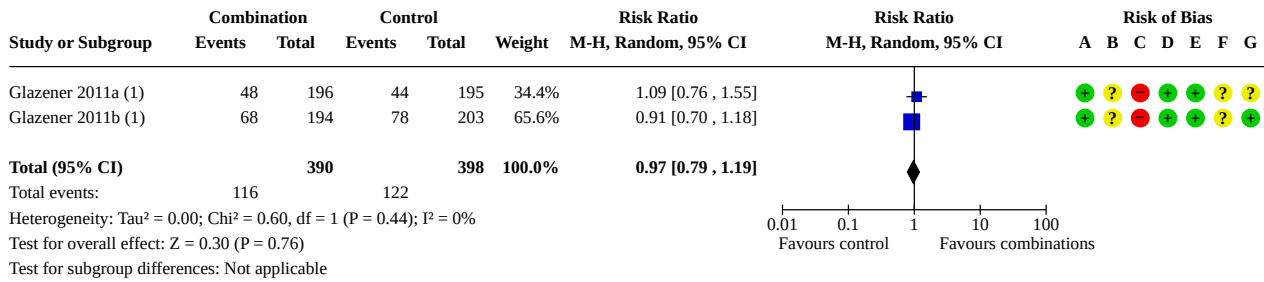 Combination Control Risk Ratio Risk Ratio Risk of Bias
Study or Subgroup Events Total Events Total Weight M-H, Random, 95% CI M-H, Random, 95% CI A B C D E F G
Glazener 2011a (1) 48 196 44 195 34.4% 1.09 [0.76 , 1.55] + ? − + + ? ?
Glazener 2011b (1) 68 194 78 203 65.6% 0.91 [0.70 , 1.18] + ? − + + ? +
Total (95% CI) 390 398 100.0% 0.97 [0.79 , 1.19]
Total events: 116 122
Heterogeneity: Tau² = 0.00; Chi² = 0.60, df = 1 (P = 0.44); I² = 0%
0.01 0.1 1 10 100
Test for overall effect: Z = 0.30 (P = 0.76) Favours control Favours combinations
Test for subgroup differences: Not applicable